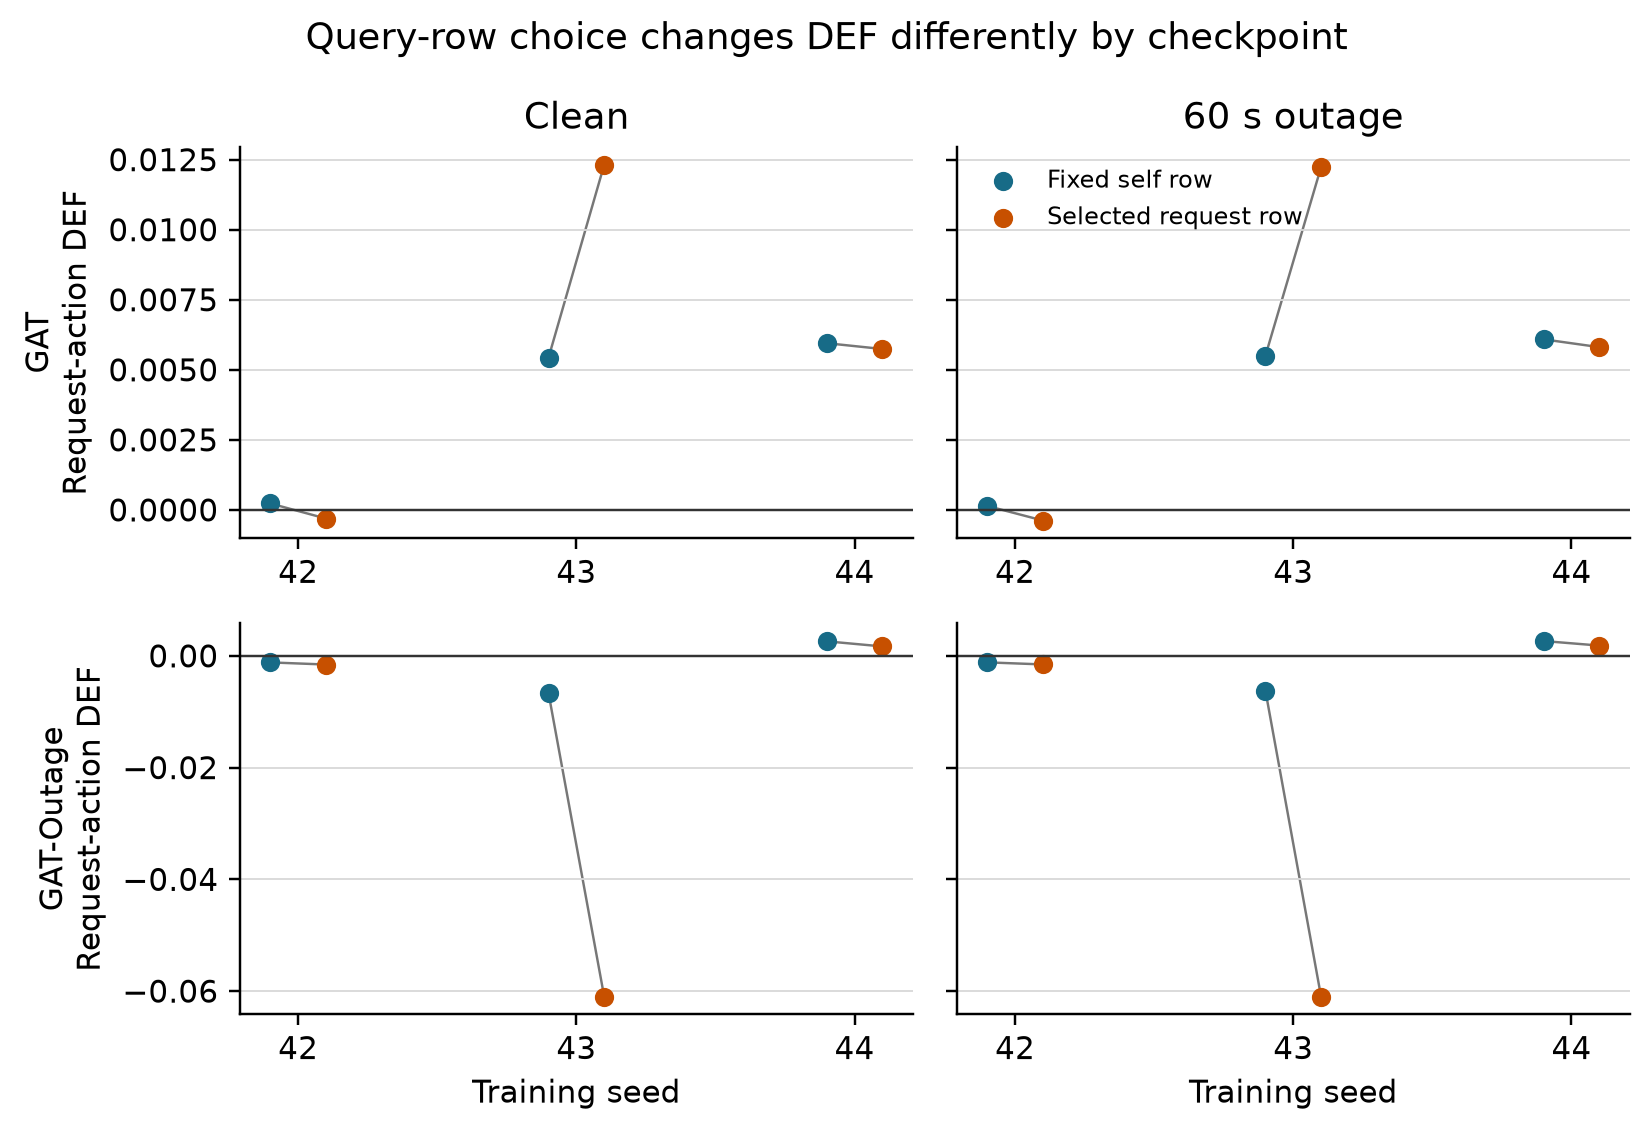 Query-row choice changes DEF differently by checkpoint
Clean
60 s outage
GAT
Request-action DEF
0.0125
0.0100
0.0075
0.0050
0.0025
0.0000
Fixed self row
Selected request row
42
43
44
42
43
44
GAT-Outage
Request-action DEF
0.00
−0.02
−0.04
−0.06
42
43
44
42
43
44
Training seed
Training seed